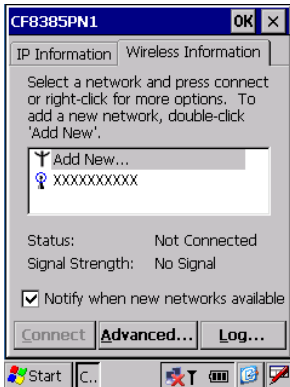 CF8385PN1 OK
IP Information Wireless Information
Select a network and press connect
or right-click for more options. To
add a new network, double-click
'Add New'.
Add New...
XXXXXXXXXX
Status: Not Connected
Signal Strength: No Signal
Notify when new networks available
Connect Advanced... Log...
Start C..